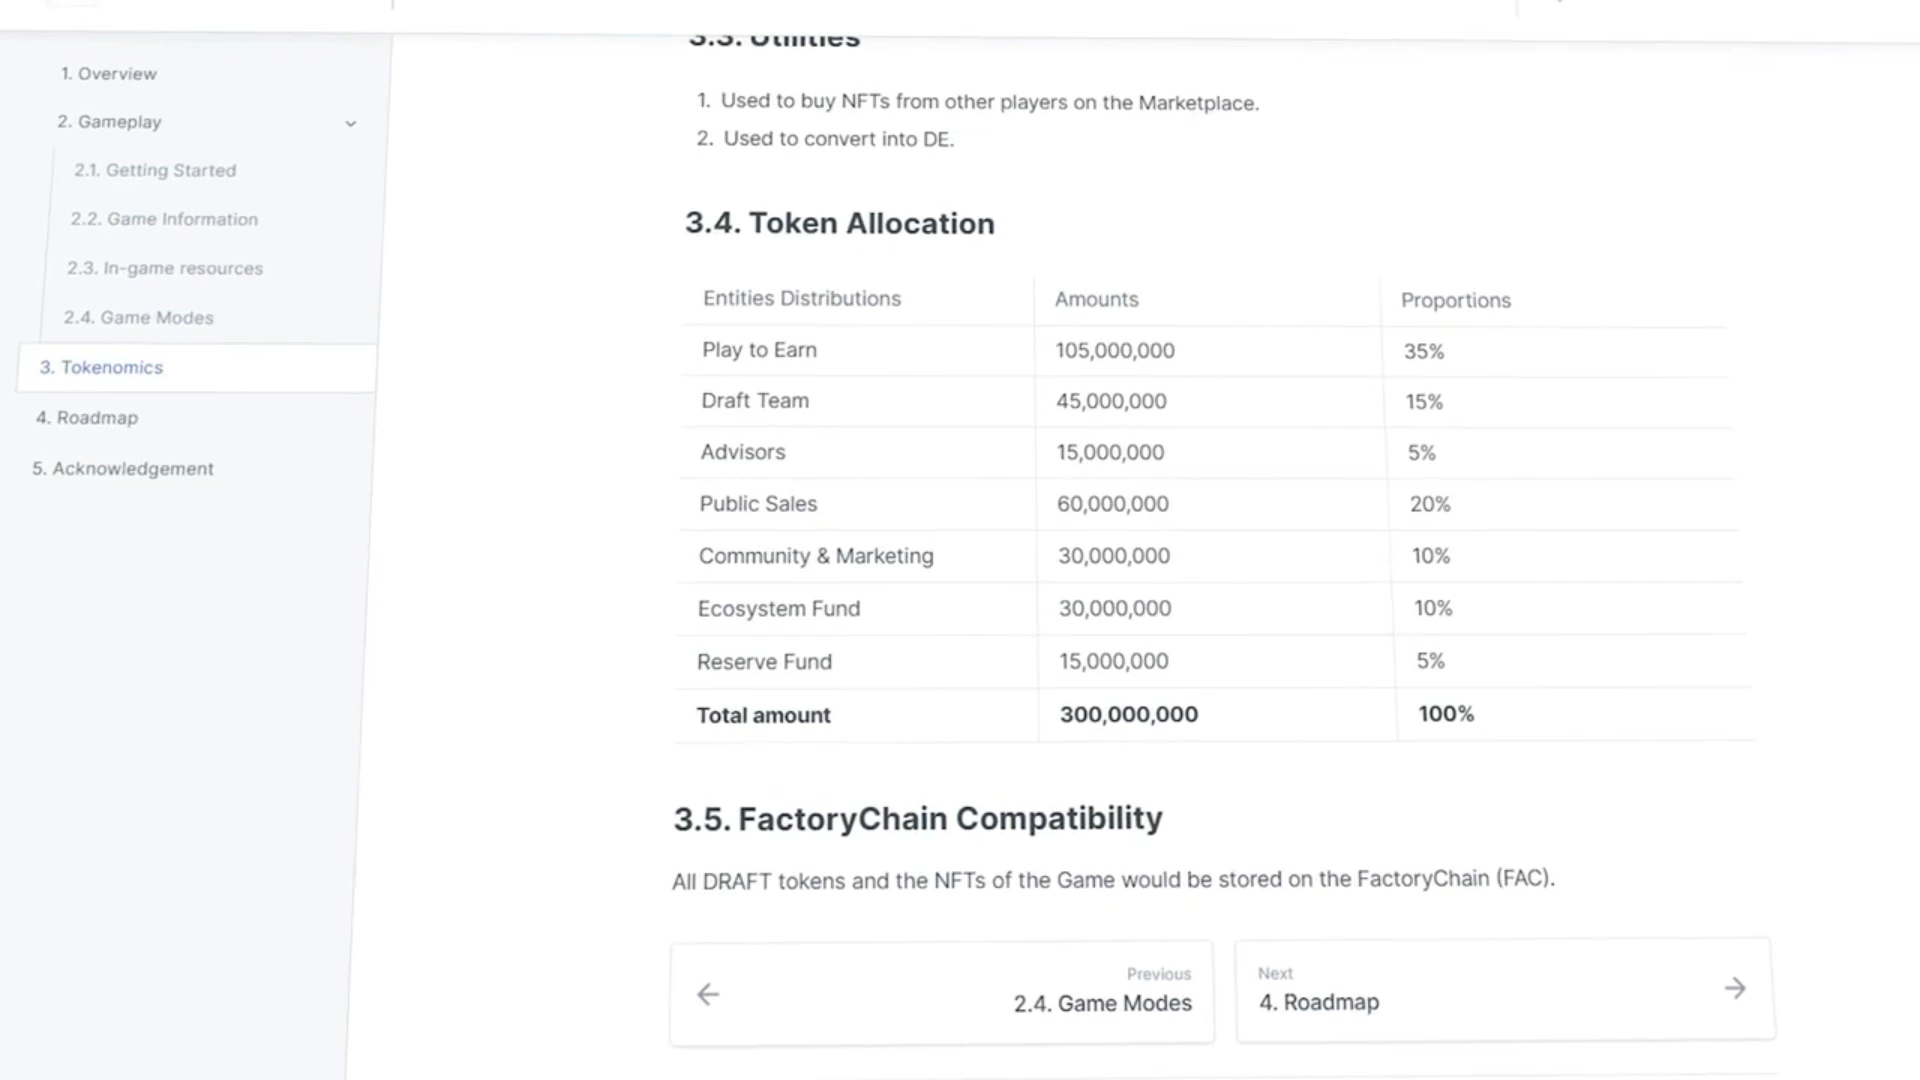 3.3. Utilities
1. Overview
2. Gameplay
2.1. Getting Started
2.2. Game Information
2.3. In-game resources
2.4. Game Modes
3. Tokenomics
4. Roadmap
5. Acknowledgement
1. Used to buy NFTs from other players on the Marketplace.
2. Used to convert into DE.
3.4. Token Allocation
Entities Distributions Amounts Proportions
Play to Earn 105,000,000 35%
Draft Team 45,000,000 15%
Advisors 15,000,000 5%
Public Sales 60,000,000 20%
Community & Marketing 30,000,000 10%
Ecosystem Fund 30,000,000 10%
Reserve Fund 15,000,000 5%
Total amount 300,000,000 100%
3.5. FactoryChain Compatibility
All DRAFT tokens and the NFTs of the Game would be stored on the FactoryChain (FAC).
Previous
2.4. Game Modes
Next
4. Roadmap